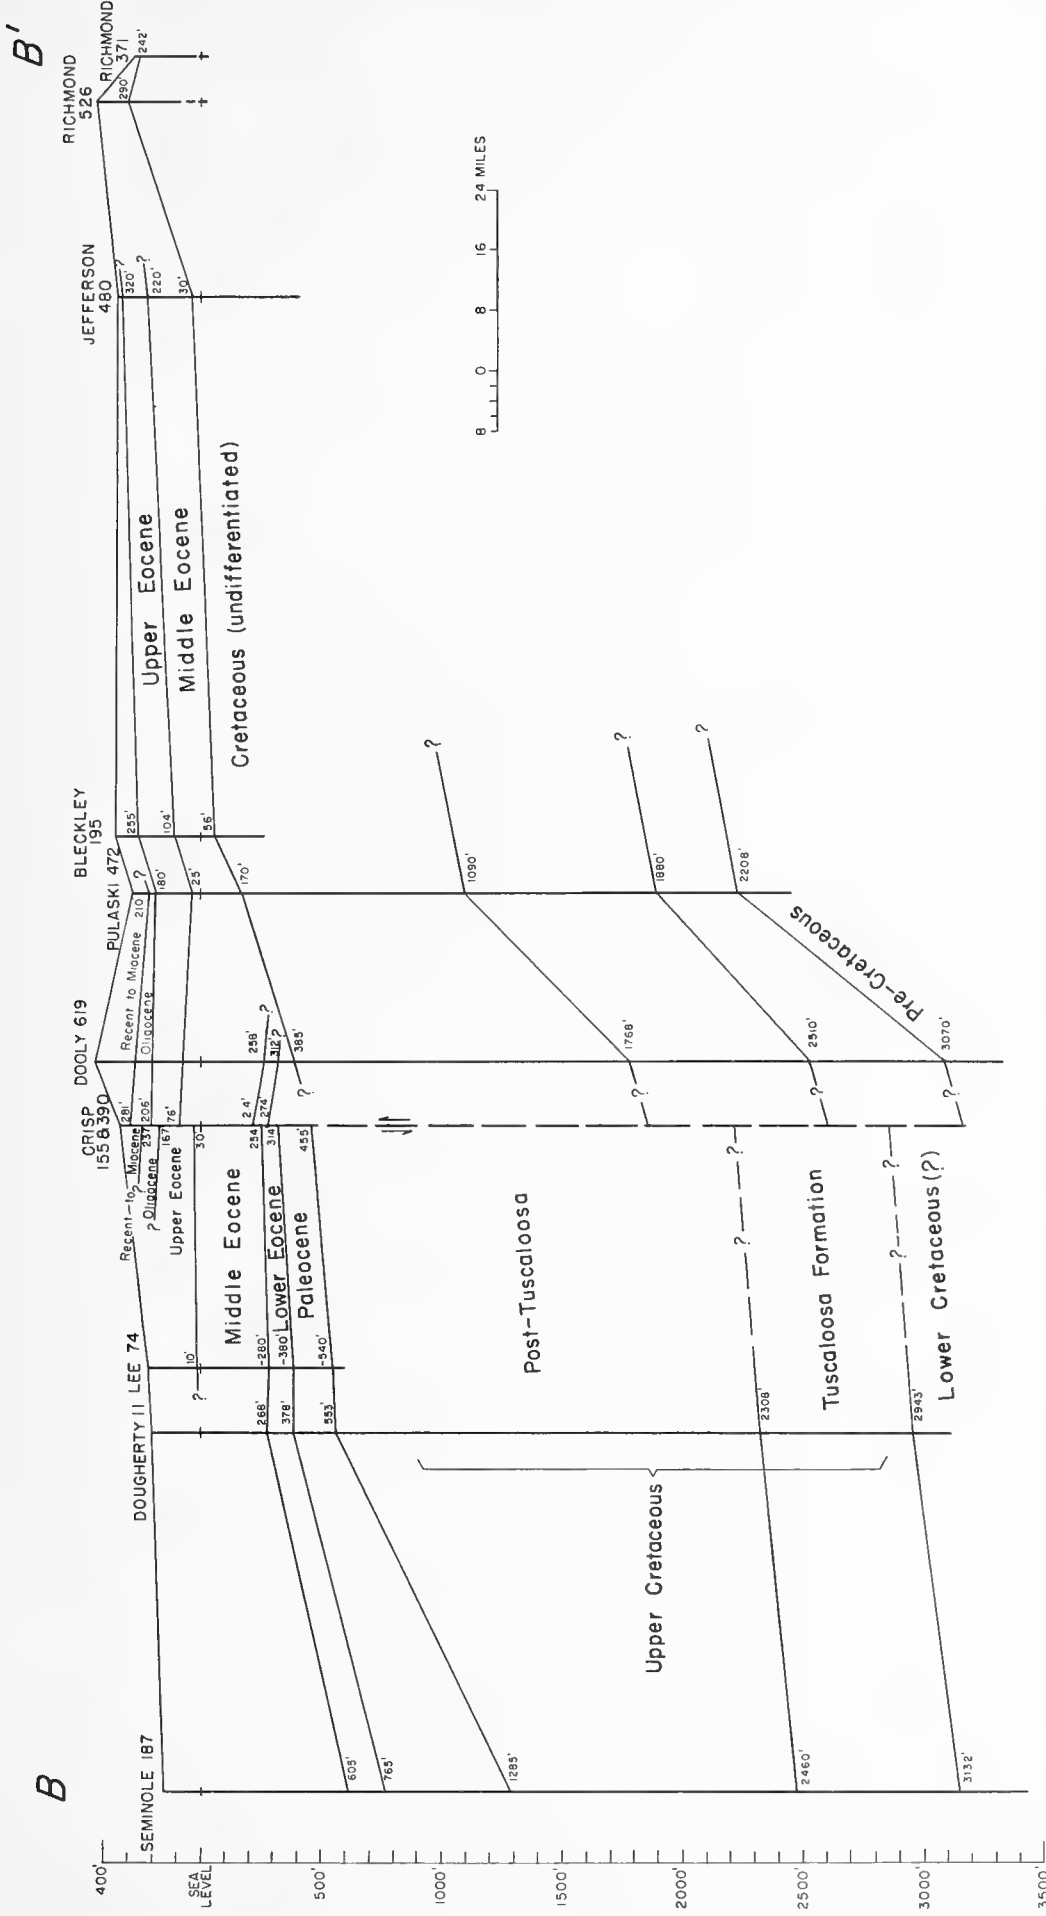 B
B'
SEMINOLE 187
DOUGHERTY 11
LEE 74
CRISP
155 & 390
DOOLY 619
PULASKI 472
BLECKLEY
195
JEFFERSON
480
RICHMOND
526
RICHMOND
371
400'
SEA
LEVEL
500'
1000'
1500'
2000'
2500'
3000'
3500'
605'
765'
1285'
2460'
3132'
268'
378'
553'
2308'
2943'
10'
-280'
-380'
-540'
?
237
167
30'
254
314
455'
281'
206'
76'
274'
258'
312'
385'
1768'
2510'
3070'
210
180'
25'
170'
1090'
1880'
2208'
255'
104'
56'
320'
220'
30'
290'
242'
Recent-to-Miocene
? Oligocene
Upper Eocene
Recent to Miocene
Oligocene
Middle Eocene
Lower Eocene
Paleocene
Post-Tuscaloosa
Tuscaloosa Formation
Lower Cretaceous (?)
Upper Cretaceous
Pre-Cretaceous
Upper Eocene
Middle Eocene
Cretaceous (undifferentiated)
8 0 8 16 24 MILES